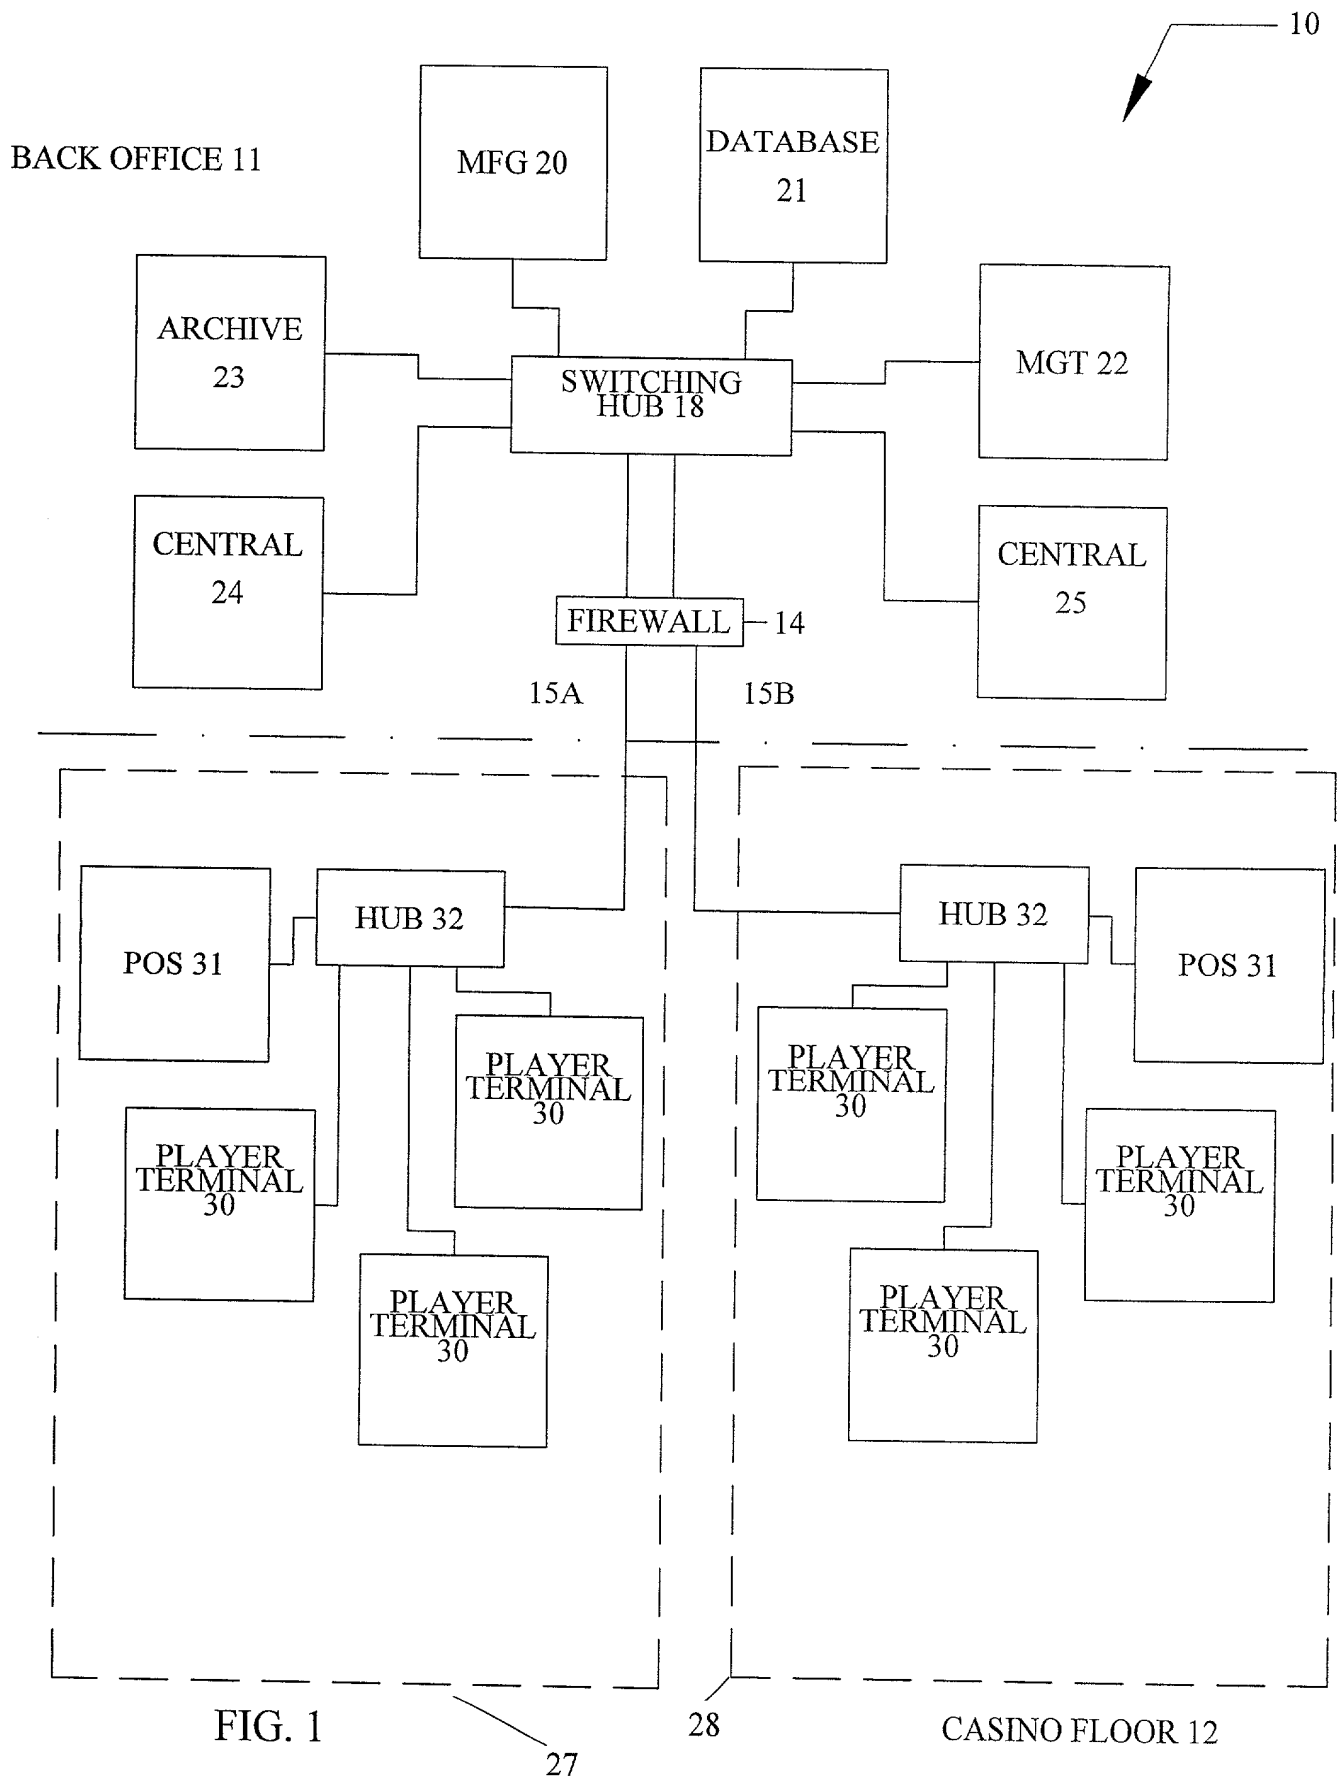 10
BACK OFFICE 11
MFG 20
DATABASE
21
ARCHIVE
23
SWITCHING
HUB 18
MGT 22
CENTRAL
24
CENTRAL
25
FIREWALL
14
15A
15B
POS 31
HUB 32
HUB 32
POS 31
PLAYER
TERMINAL
30
PLAYER
TERMINAL
30
PLAYER
TERMINAL
30
PLAYER
TERMINAL
30
PLAYER
TERMINAL
30
PLAYER
TERMINAL
30
FIG. 1
27
28
CASINO FLOOR 12